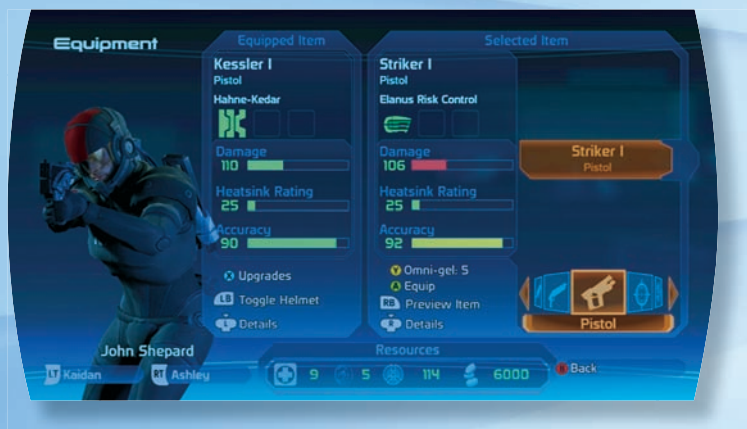 Equipment
Equipped Item
Kessler I
Pistol
Hahne-Kedar
Damage
110
Heatsink Rating
25
Accuracy
90
X Upgrades
LB Toggle Helmet
L Details
Selected Item
Striker I
Pistol
Elanus Risk Control
Damage
106
Heatsink Rating
25
Accuracy
92
Y Omni-gel: 5
A Equip
RB Preview Item
R Details
Striker I
Pistol
Pistol
John Shepard
LT Kaidan
RT Ashley
Resources
9 5 114 6000
B Back